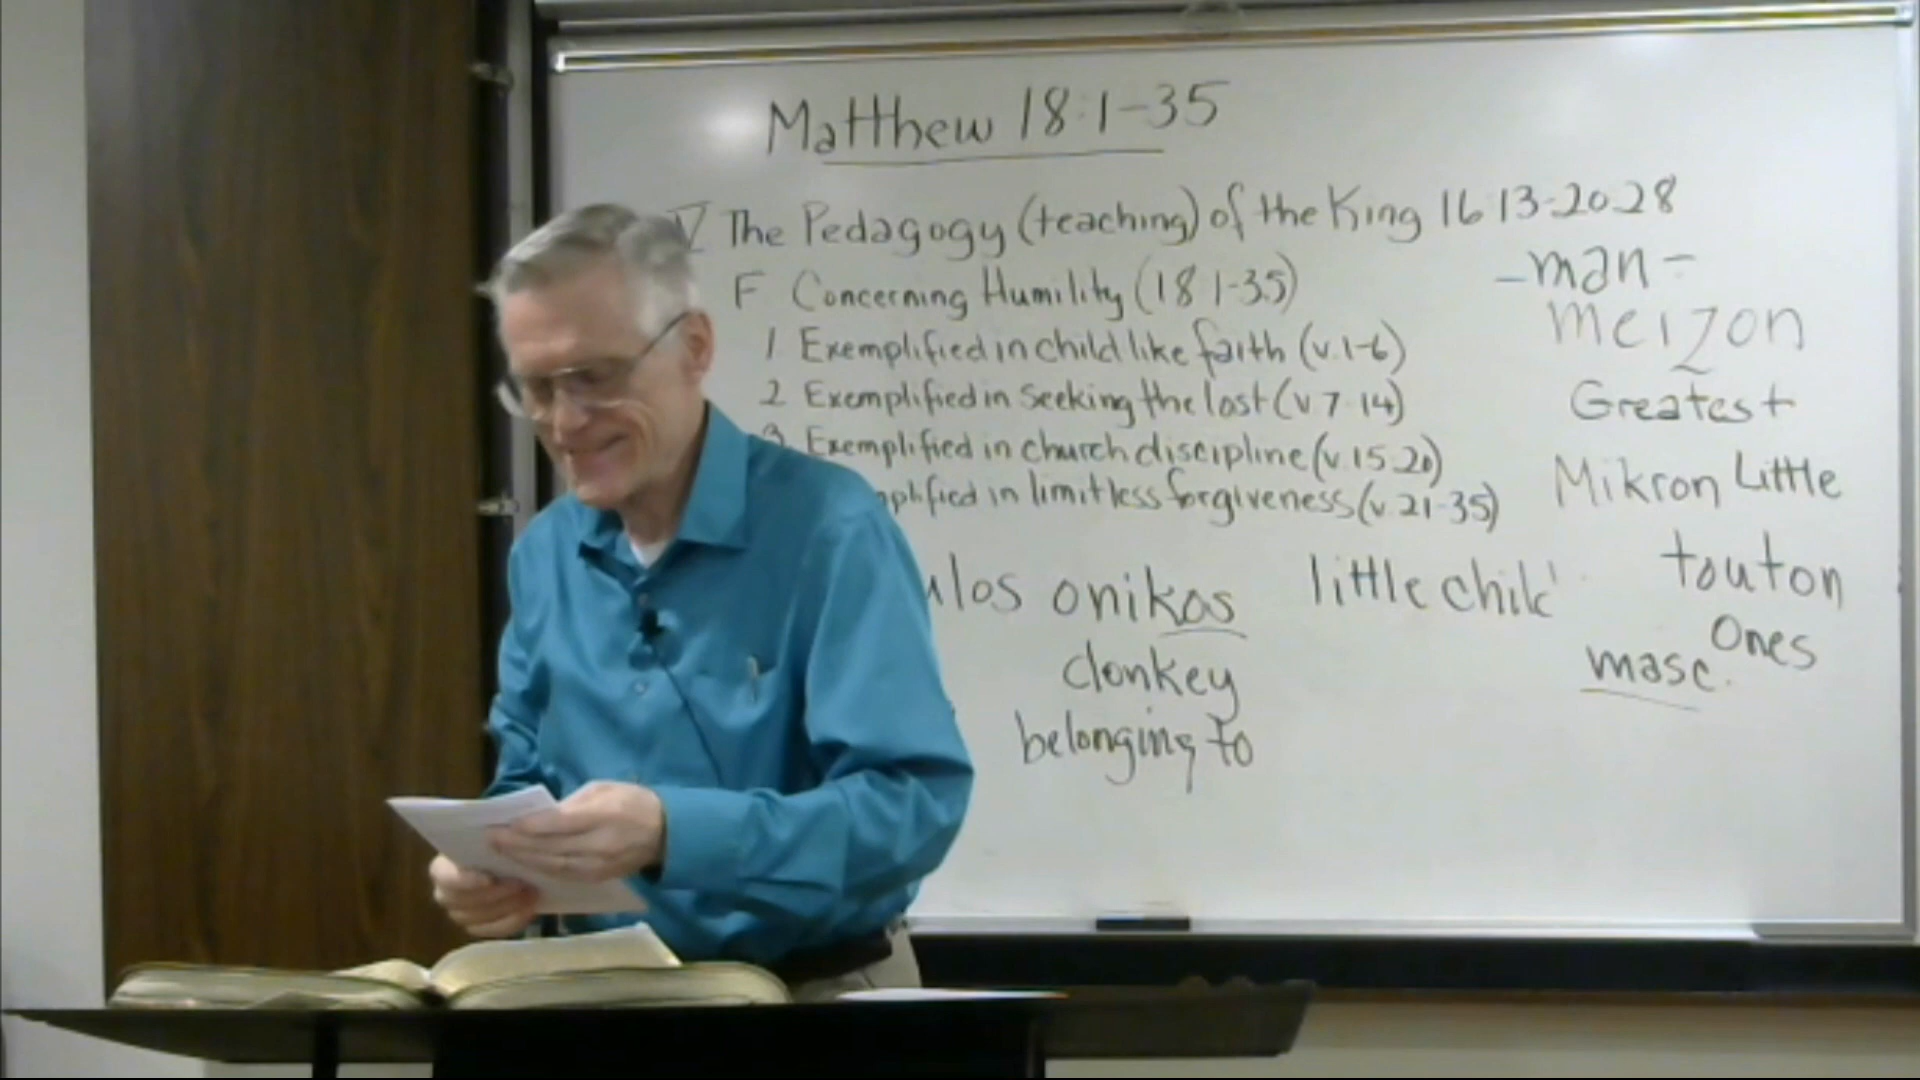 Matthew 18:1-35
V The Pedagogy (teaching) of the King 16 13-20 28
F Concerning Humility (18 1-35)
1 Exemplified in child like faith (v.1-6)
2 Exemplified in Seeking the lost (v 7 14)
3 Exemplified in church discipline (v.15.20)
in limitless forgiveness (v.21-35)
-man-
meizon
Greatest
Mikron Little
touton
Ones
masc.
onikos
donkey
belonging to
little child